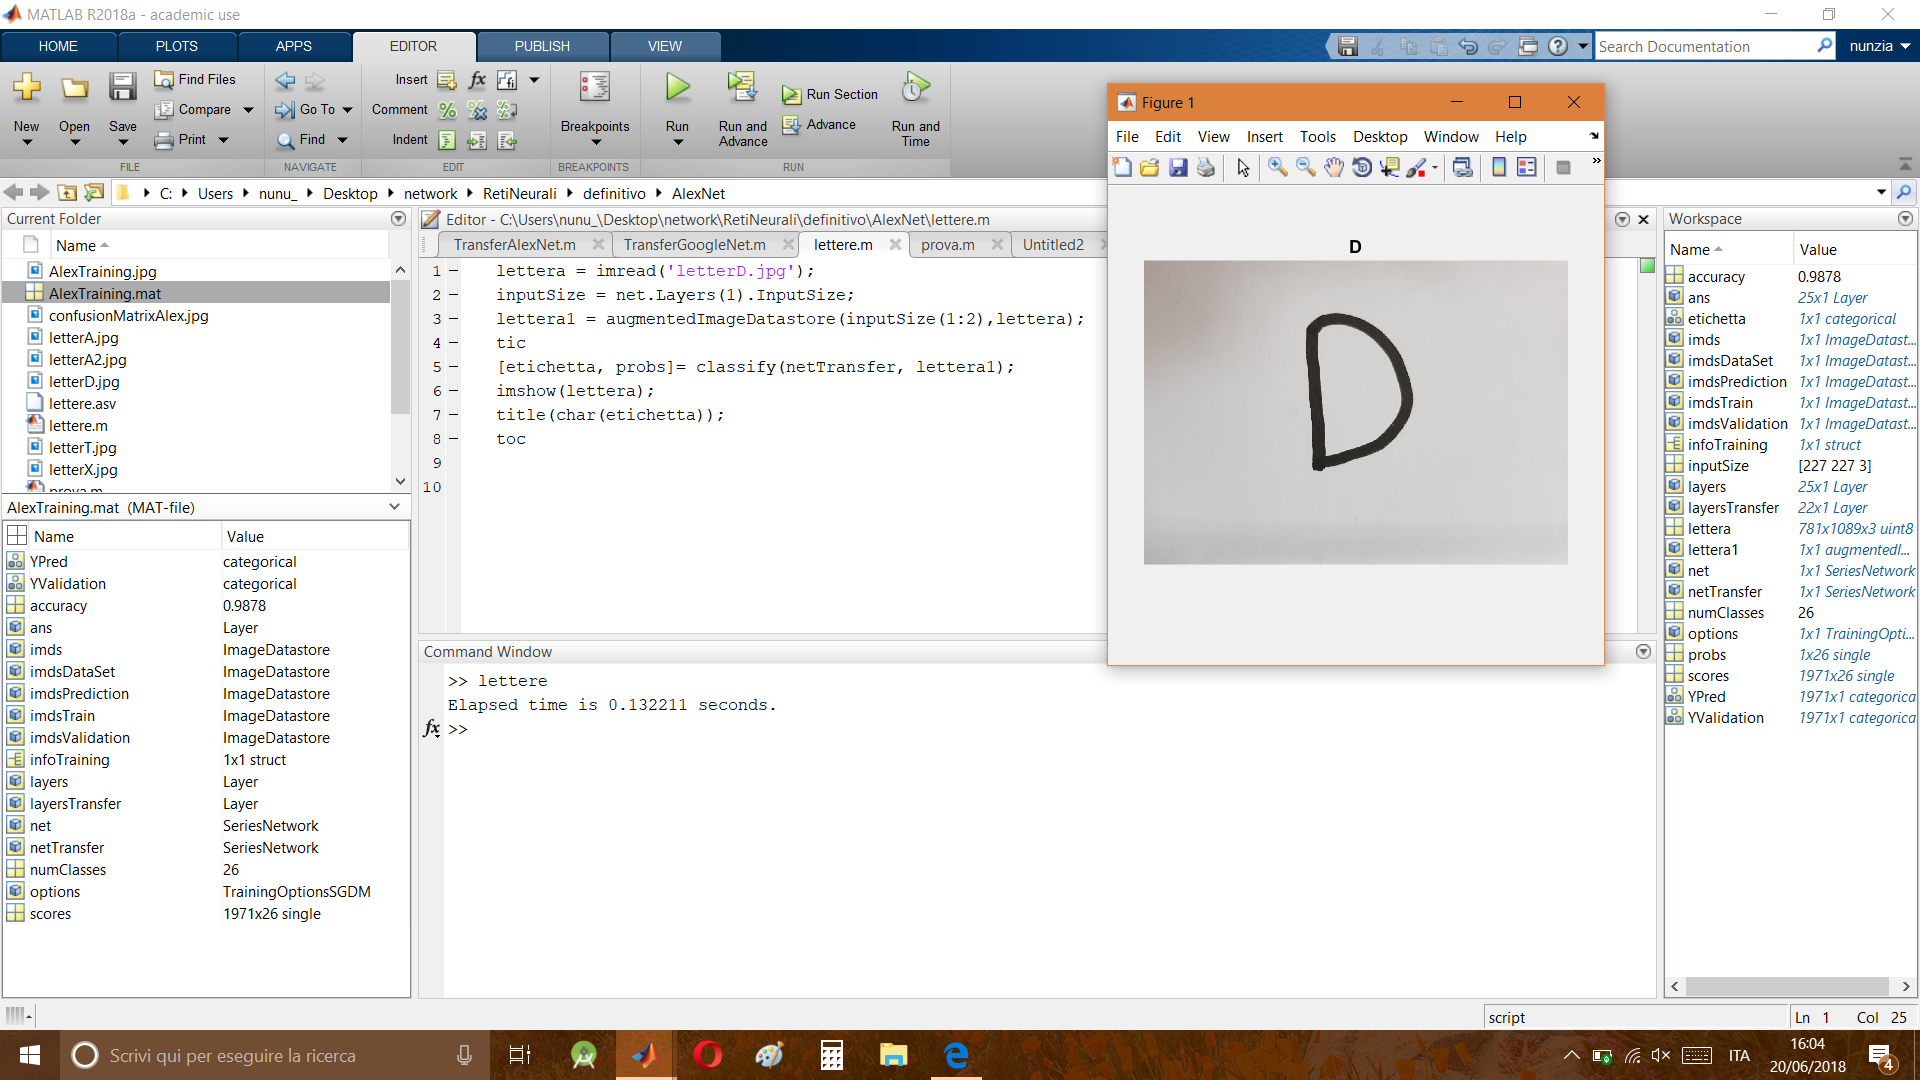 MATLAB R2018a - academic use
HOME PLOTS APPS EDITOR PUBLISH VIEW
Search Documentation
nunzia
New Open Save
Find Files
Compare
Print
FILE
Go To
Find
NAVIGATE
Insert
Comment
Indent
EDIT
Breakpoints
BREAKPOINTS
Run
Run and Advance
Run Section
Advance
Run and Time
RUN
C: Users nunu_ Desktop network RetiNeurali definitivo AlexNet
Current Folder
Name
AlexTraining.jpg
AlexTraining.mat
confusionMatrixAlex.jpg
letterA.jpg
letterA2.jpg
letterD.jpg
lettere.asv
lettere.m
letterT.jpg
letterX.jpg
prova.m
AlexTraining.mat (MAT-file)
Name Value
YPred categorical
YValidation categorical
accuracy 0.9878
ans Layer
imds ImageDatastore
imdsDataSet ImageDatastore
imdsPrediction ImageDatastore
imdsTrain ImageDatastore
imdsValidation ImageDatastore
infoTraining 1x1 struct
layers Layer
layersTransfer Layer
net SeriesNetwork
netTransfer SeriesNetwork
numClasses 26
options TrainingOptionsSGDM
scores 1971x26 single
Editor - C:\Users\nunu_\Desktop\network\RetiNeurali\definitivo\AlexNet\lettere.m
TransferAlexNet.m TransferGoogleNet.m lettere.m prova.m Untitled2
1 lettera = imread('letterD.jpg');
2 inputSize = net.Layers(1).InputSize;
3 lettera1 = augmentedImageDatastore(inputSize(1:2),lettera);
4 tic
5 [etichetta, probs]= classify(netTransfer, lettera1);
6 imshow(lettera);
7 title(char(etichetta));
8 toc
9
10
Command Window
>> lettere
Elapsed time is 0.132211 seconds.
fx >>
Figure 1
File Edit View Insert Tools Desktop Window Help
D
D
Workspace
Name Value
accuracy 0.9878
ans 25x1 Layer
etichetta 1x1 categorical
imds 1x1 ImageDatast...
imdsDataSet 1x1 ImageDatast...
imdsPrediction 1x1 ImageDatast...
imdsTrain 1x1 ImageDatast...
imdsValidation 1x1 ImageDatast...
infoTraining 1x1 struct
inputSize [227 227 3]
layers 25x1 Layer
layersTransfer 22x1 Layer
lettera 781x1089x3 uint8
lettera1 1x1 augmentedI...
net 1x1 SeriesNetwork
netTransfer 1x1 SeriesNetwork
numClasses 26
options 1x1 TrainingOpti...
probs 1x26 single
scores 1971x26 single
YPred 1971x1 categorica
YValidation 1971x1 categorica
script
Ln 1 Col 25
Scrivi qui per eseguire la ricerca
ITA
16:04
20/06/2018
4